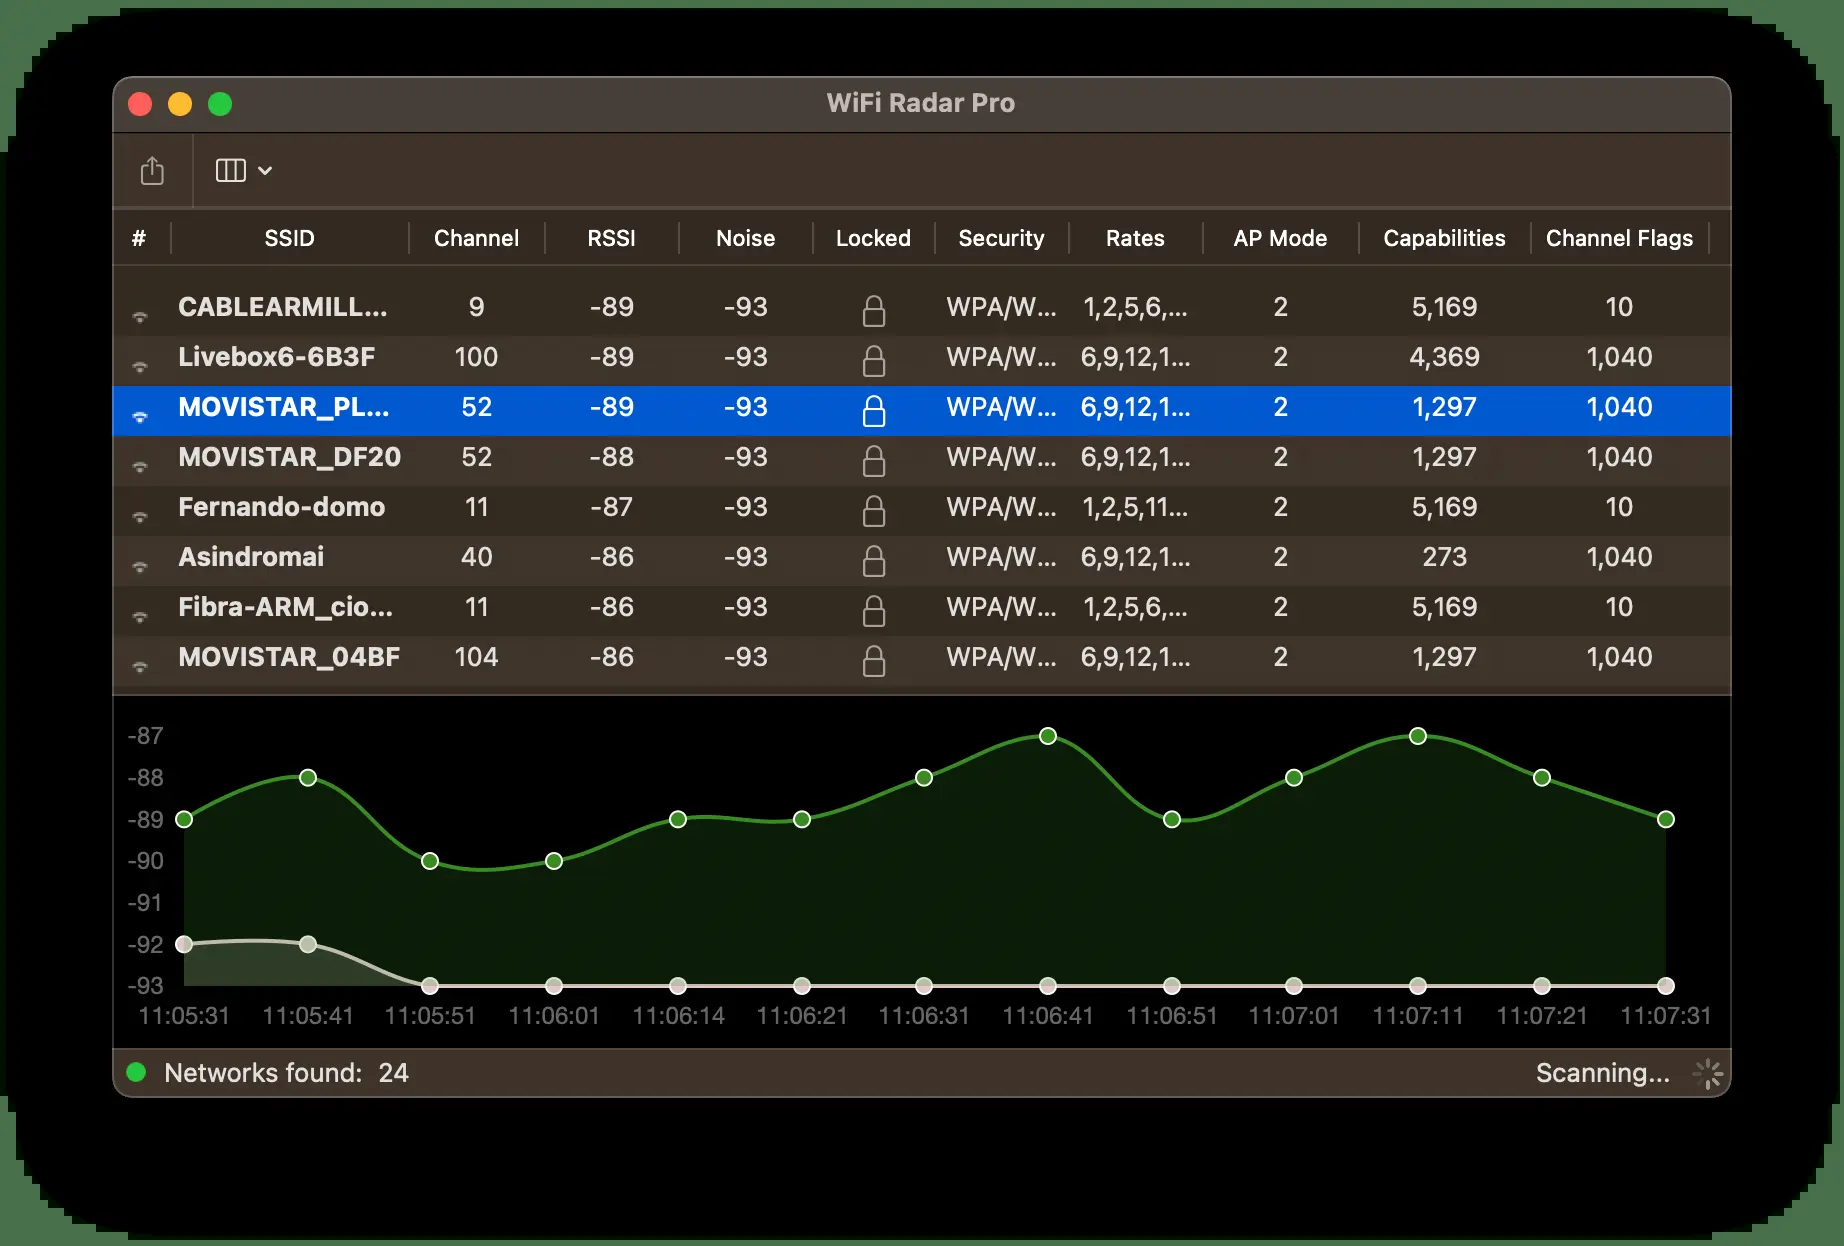 WiFi Radar Pro
# SSID Channel RSSI Noise Locked Security Rates AP Mode Capabilities Channel Flags
CABLEARMILL... 9 -89 -93 WPA/W... 1,2,5,6,... 2 5,169 10
Livebox6-6B3F 100 -89 -93 WPA/W... 6,9,12,1... 2 4,369 1,040
MOVISTAR_PL... 52 -89 -93 WPA/W... 6,9,12,1... 2 1,297 1,040
MOVISTAR_DF20 52 -88 -93 WPA/W... 6,9,12,1... 2 1,297 1,040
Fernando-domo 11 -87 -93 WPA/W... 1,2,5,11... 2 5,169 10
Asindromai 40 -86 -93 WPA/W... 6,9,12,1... 2 273 1,040
Fibra-ARM_cio... 11 -86 -93 WPA/W... 1,2,5,6,... 2 5,169 10
MOVISTAR_04BF 104 -86 -93 WPA/W... 6,9,12,1... 2 1,297 1,040
-87
-88
-89
-90
-91
-92
-93
11:05:31 11:05:41 11:05:51 11:06:01 11:06:14 11:06:21 11:06:31 11:06:41 11:06:51 11:07:01 11:07:11 11:07:21 11:07:31
Networks found: 24 Scanning...